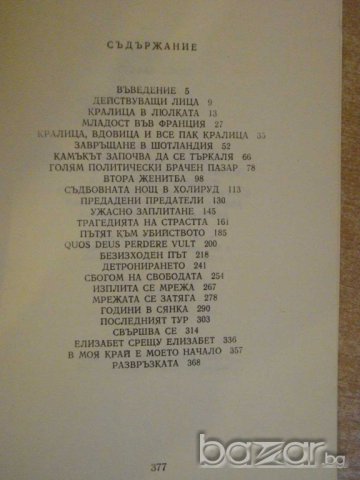 СЪДЪРЖАНИЕ
ВЪВЕДЕНИЕ 5
ДЕЙСТВУВАЩИ ЛИЦА 9
КРАЛИЦА В ЛЮЛКАТА 13
МЛАДОСТ ВЪВ ФРАНЦИЯ 27
КРАЛИЦА, ВДОВИЦА И ВСЕ ПАК КРАЛИЦА 35
ЗАВРЪЩАНЕ В ШОТЛАНДИЯ 52
КАМЪКЪТ ЗАПОЧВА ДА СЕ ТЪРКАЛЯ 66
ГОЛЯМ ПОЛИТИЧЕСКИ БРАЧЕН ПАЗАР 78
ВТОРА ЖЕНИТБА 98
СЪДБОВНАТА НОЩ В ХОЛИРУД 113
ПРЕДАДЕНИ ПРЕДАТЕЛИ 130
УЖАСНО ЗАПЛИТАНЕ 145
ТРАГЕДИЯТА НА СТРАСТТА 161
ПЪТЯТ КЪМ УБИЙСТВОТО 185
QUOS DEUS PERDERE VULT 200
БЕЗИЗХОДЕН ПЪТ 218
ДЕТРОНИРАНЕТО 241
СБОГОМ НА СВОБОДАТА 254
ИЗПЛИТА СЕ МРЕЖА 267
МРЕЖАТА СЕ ЗАТЯГА 278
ГОДИНИ В СЯНКА 290
ПОСЛЕДНИЯТ ТУР 303
СВЪРШВА СЕ 314
ЕЛИЗАБЕТ СРЕЩУ ЕЛИЗАБЕТ 336
В МОЯ КРАЙ Е МОЕТО НАЧАЛО 357
РАЗВРЪЗКАТА 368
377
bazar.bg